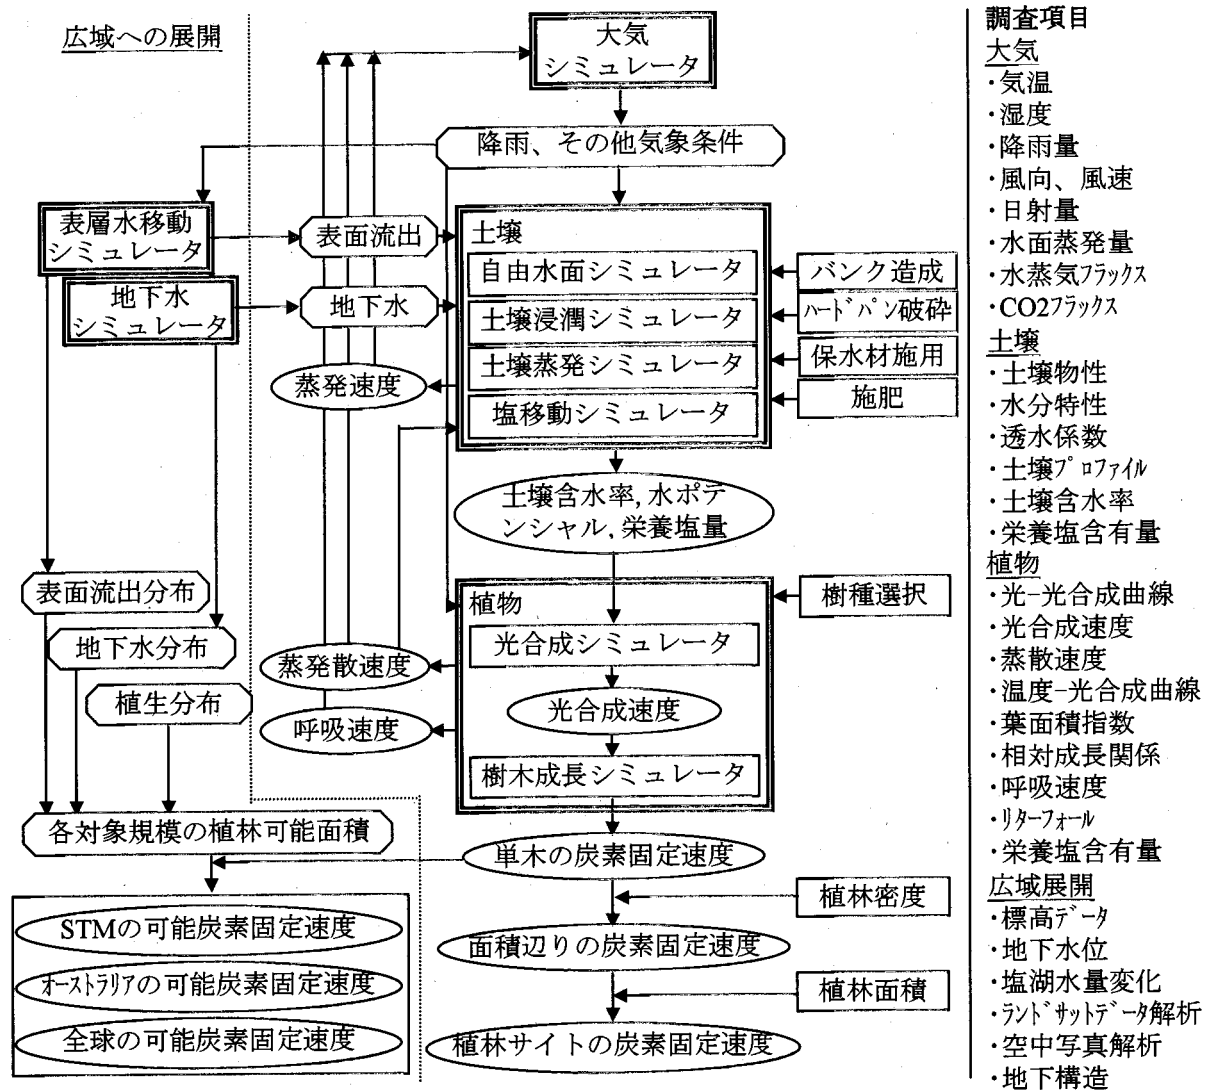 広域への展開
大気
シミュレータ
降雨、その他気象条件
表層水移動
シミュレータ
地下水
シミュレータ
表面流出
地下水
蒸発速度
土壌
自由水面シミュレータ
土壌浸潤シミュレータ
土壌蒸発シミュレータ
塩移動シミュレータ
バンク造成
ハードパン破砕
保水材施用
施肥
土壌含水率,水ポテ
ンシャル,栄養塩量
表面流出分布
地下水分布
植生分布
蒸発散速度
呼吸速度
植物
光合成シミュレータ
光合成速度
樹木成長シミュレータ
樹種選択
各対象規模の植林可能面積
単木の炭素固定速度
植林密度
面積辺りの炭素固定速度
植林面積
植林サイトの炭素固定速度
STMの可能炭素固定速度
オーストラリアの可能炭素固定速度
全球の可能炭素固定速度
調査項目
大気
・気温
・湿度
・降雨量
・風向、風速
・日射量
・水面蒸発量
・水蒸気フラックス
・CO2フラックス
土壌
・土壌物性
・水分特性
・透水係数
・土壌プロファイル
・土壌含水率
・栄養塩含有量
植物
・光-光合成曲線
・光合成速度
・蒸散速度
・温度-光合成曲線
・葉面積指数
・相対成長関係
・呼吸速度
・リターフォール
・栄養塩含有量
広域展開
・標高データ
・地下水位
・塩湖水量変化
・ランドサットデータ解析
・空中写真解析
・地下構造